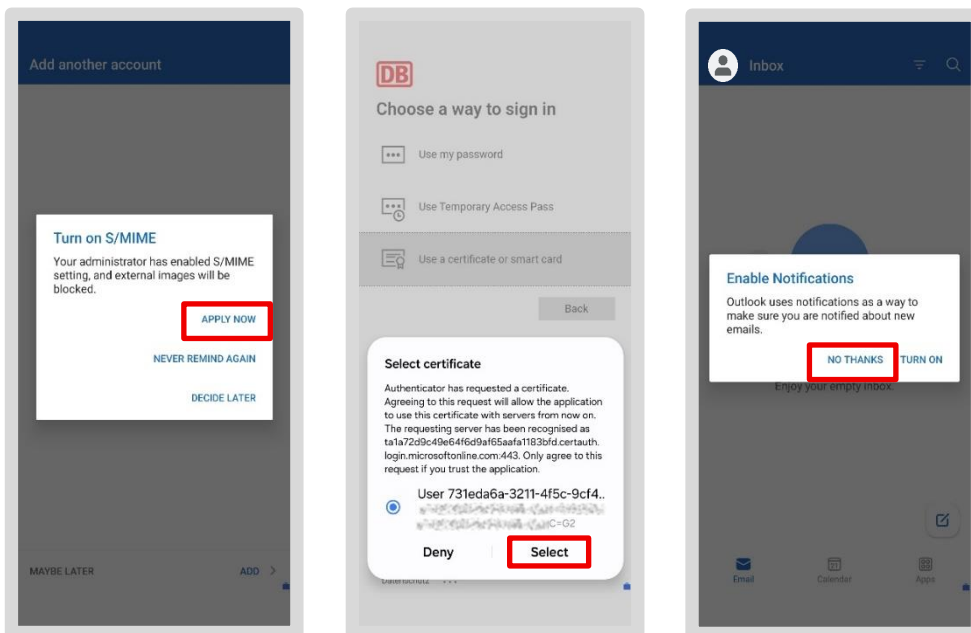 Add another account
Turn on S/MIME
Your administrator has enabled S/MIME
setting, and external images will be
blocked.
APPLY NOW
NEVER REMIND AGAIN
DECIDE LATER
MAYBE LATER
ADD
DB
Choose a way to sign in
Use my password
Use Temporary Access Pass
Use a certificate or smart card
Back
Select certificate
Authenticator has requested a certificate.
Agreeing to this request will allow the application
to use this certificate with servers from now on.
The requesting server has been recognised as
ta1a72d9c49e64f6d9af65aafa1183bfd.certauth.
login.microsoftonline.com:443. Only agree to this
request if you trust the application.
User 731eda6a-3211-4f5c-9cf4..
C=G2
Deny
Select
Datenschutz ...
Inbox
Enable Notifications
Outlook uses notifications as a way to
make sure you are notified about new
emails.
NO THANKS
TURN ON
Enjoy your empty inbox.
Email
Calendar
Apps